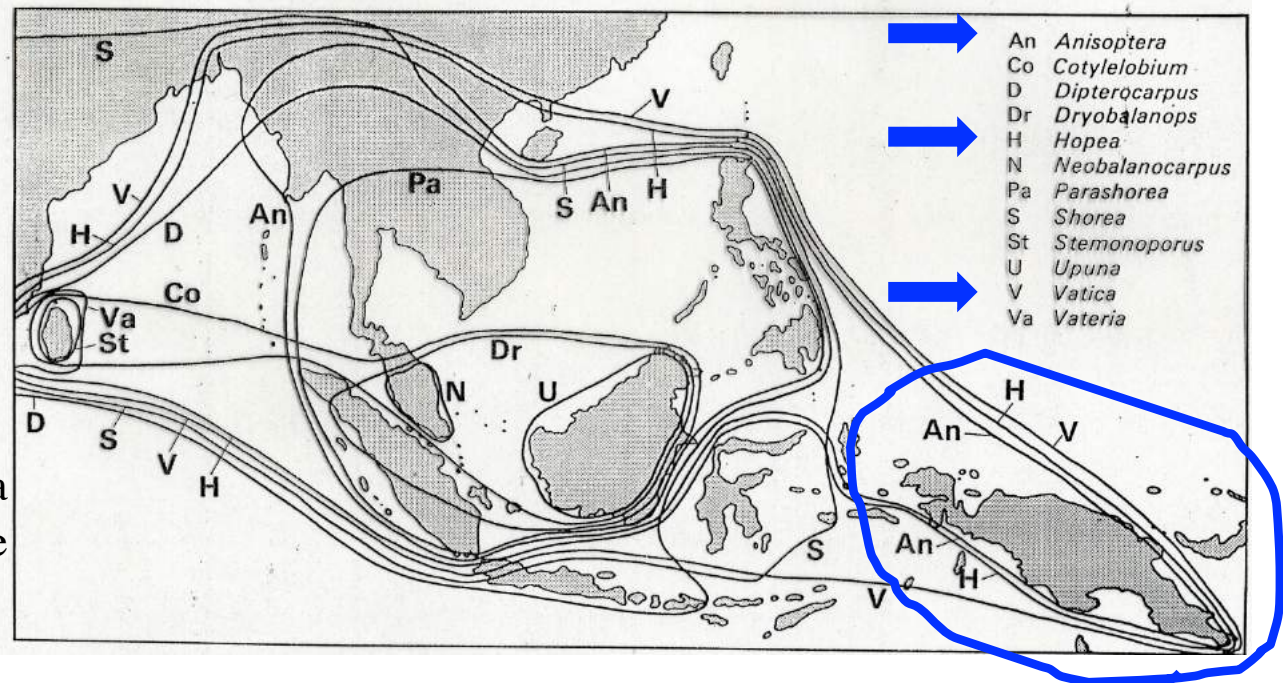 An Anisoptera
Co Cotylelobium
D Dipterocarpus
Dr Dryobalanops
H Hopea
N Neobalanocarpus
Pa Parashorea
S Shorea
St Stemonoporus
U Upuna
V Vatica
Va Vateria
S
V
Pa
S An H
V
H
D
An
Co
Va
St
Dr
N
U
D
S
V
H
H
An
V
S
An
H
V
a
e